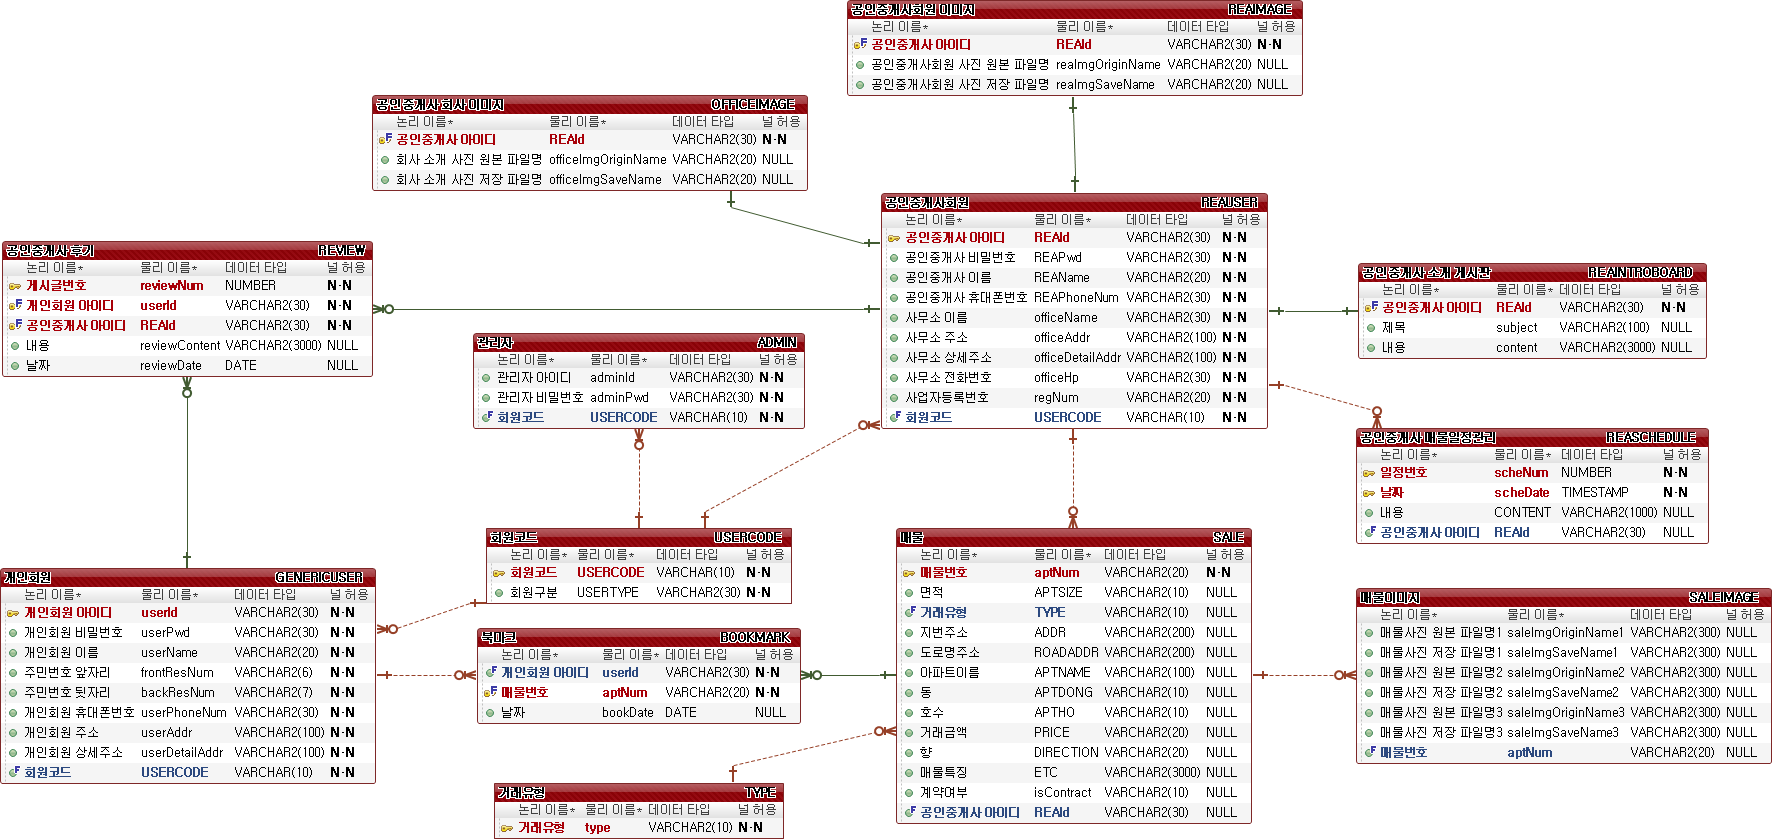 공인중개사회원 이미지 REAIMAGE
논리 이름* 물리 이름* 데이터 타입 널 허용
공인중개사 아이디 REAId VARCHAR2(30) N-N
공인중개사회원 사진 원본 파일명 reaImgOriginName VARCHAR2(20) NULL
공인중개사회원 사진 저장 파일명 reaImgSaveName VARCHAR2(20) NULL
공인중개사 회사 이미지 OFFICEIMAGE
논리 이름* 물리 이름* 데이터 타입 널 허용
공인중개사 아이디 REAId VARCHAR2(30) N-N
회사 소개 사진 원본 파일명 officeImgOriginName VARCHAR2(20) NULL
회사 소개 사진 저장 파일명 officeImgSaveName VARCHAR2(20) NULL
공인중개사회원 REAUSER
논리 이름* 물리 이름* 데이터 타입 널 허용
공인중개사 아이디 REAId VARCHAR2(30) N-N
공인중개사 비밀번호 REAPwd VARCHAR2(30) N-N
공인중개사 이름 REAName VARCHAR2(20) N-N
공인중개사 휴대폰번호 REAPhoneNum VARCHAR2(30) N-N
사무소 이름 officeName VARCHAR2(30) N-N
사무소 주소 officeAddr VARCHAR2(100) N-N
사무소 상세주소 officeDetailAddr VARCHAR2(100) N-N
사무소 전화번호 officeHp VARCHAR2(30) N-N
사업자등록번호 regNum VARCHAR2(20) N-N
회원코드 USERCODE VARCHAR(10) N-N
공인중개사 후기 REVIEW
논리 이름* 물리 이름* 데이터 타입 널 허용
게시글번호 reviewNum NUMBER N-N
개인회원 아이디 userId VARCHAR2(30) N-N
공인중개사 아이디 REAId VARCHAR2(30) N-N
내용 reviewContent VARCHAR2(3000) NULL
날짜 reviewDate DATE NULL
공인중개사 소개 게시판 REAINTROBOARD
논리 이름* 물리 이름* 데이터 타입 널 허용
공인중개사 아이디 REAId VARCHAR2(30) N-N
제목 subject VARCHAR2(100) NULL
내용 content VARCHAR2(3000) NULL
관리자 ADMIN
논리 이름* 물리 이름* 데이터 타입 널 허용
관리자 아이디 adminId VARCHAR2(30) N-N
관리자 비밀번호 adminPwd VARCHAR2(30) N-N
회원코드 USERCODE VARCHAR(10) N-N
공인중개사 매물일정관리 REASCHEDULE
논리 이름* 물리 이름* 데이터 타입 널 허용
일정번호 scheNum NUMBER N-N
날짜 scheDate TIMESTAMP N-N
내용 CONTENT VARCHAR2(1000) NULL
공인중개사 아이디 REAId VARCHAR2(30) NULL
회원코드 USERCODE
논리 이름* 물리 이름* 데이터 타입 널 허용
회원코드 USERCODE VARCHAR(10) N-N
회원구분 USERTYPE VARCHAR2(30) N-N
매물 SALE
논리 이름* 물리 이름* 데이터 타입 널 허용
매물번호 aptNum VARCHAR2(20) N-N
면적 APTSIZE VARCHAR2(10) NULL
거래유형 TYPE VARCHAR2(10) NULL
지번주소 ADDR VARCHAR2(200) NULL
도로명주소 ROADADDR VARCHAR2(200) NULL
아파트이름 APTNAME VARCHAR2(100) NULL
동 APTDONG VARCHAR2(10) NULL
호수 APTHO VARCHAR2(10) NULL
거래금액 PRICE VARCHAR2(20) NULL
향 DIRECTION VARCHAR2(20) NULL
매물특징 ETC VARCHAR2(3000) NULL
계약여부 isContract VARCHAR2(10) NULL
공인중개사 아이디 REAId VARCHAR2(30) NULL
개인회원 GENERICUSER
논리 이름* 물리 이름* 데이터 타입 널 허용
개인회원 아이디 userId VARCHAR2(30) N-N
개인회원 비밀번호 userPwd VARCHAR2(30) N-N
개인회원 이름 userName VARCHAR2(20) N-N
주민번호 앞자리 frontResNum VARCHAR2(6) N-N
주민번호 뒷자리 backResNum VARCHAR2(7) N-N
개인회원 휴대폰번호 userPhoneNum VARCHAR2(30) N-N
개인회원 주소 userAddr VARCHAR2(100) N-N
개인회원 상세주소 userDetailAddr VARCHAR2(100) N-N
회원코드 USERCODE VARCHAR(10) N-N
북마크 BOOKMARK
논리 이름* 물리 이름* 데이터 타입 널 허용
개인회원 아이디 userId VARCHAR2(30) N-N
매물번호 aptNum VARCHAR2(20) N-N
날짜 bookDate DATE NULL
매물이미지 SALEIMAGE
논리 이름* 물리 이름* 데이터 타입 널 허용
매물사진 원본 파일명1 saleImgOriginName1 VARCHAR2(300) NULL
매물사진 저장 파일명1 saleImgSaveName1 VARCHAR2(300) NULL
매물사진 원본 파일명2 saleImgOriginName2 VARCHAR2(300) NULL
매물사진 저장 파일명2 saleImgSaveName2 VARCHAR2(300) NULL
매물사진 원본 파일명3 saleImgOriginName3 VARCHAR2(300) NULL
매물사진 저장 파일명3 saleImgSaveName3 VARCHAR2(300) NULL
매물번호 aptNum VARCHAR2(20) NULL
거래유형 TYPE
논리 이름* 물리 이름* 데이터 타입 널 허용
거래유형 type VARCHAR2(10) N-N